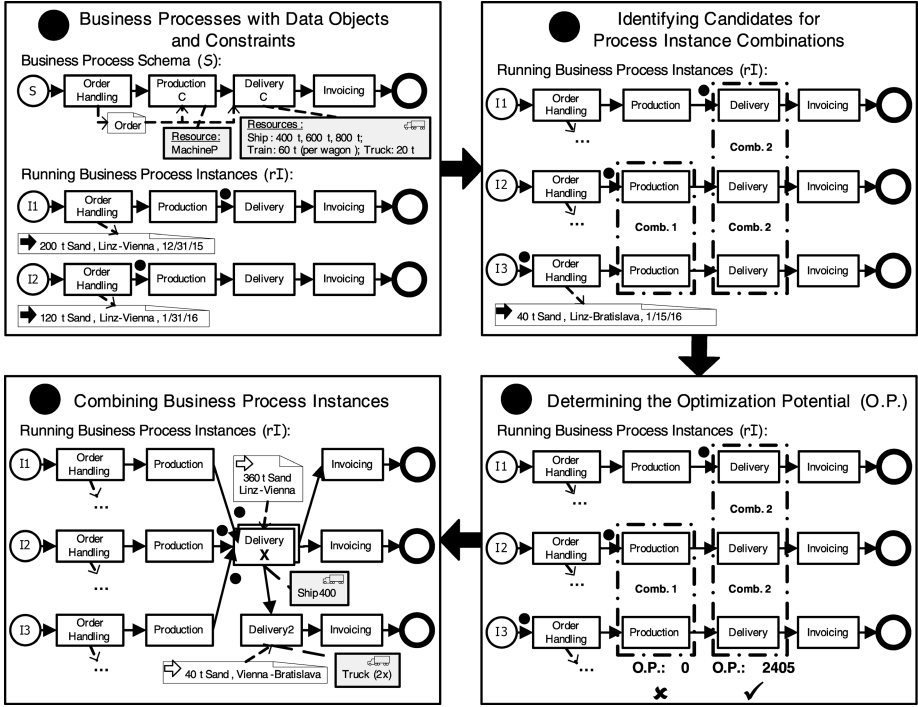 Business Processes with Data Objects
and Constraints
Business Process Schema (S):
S
Order
Handling
Production
C
Delivery
C
Invoicing
Order
Resource:
MachineP
Resources :
Ship : 400 t, 600 t, 800 t;
Train: 60 t (per wagon ); Truck: 20 t
Running Business Process Instances (rI):
I1
Order
Handling
Production
Delivery
Invoicing
200 t Sand , Linz-Vienna , 12/31/15
I2
Order
Handling
Production
Delivery
Invoicing
120 t Sand , Linz-Vienna , 1/31/16
Identifying Candidates for
Process Instance Combinations
Running Business Process Instances (rI):
I1
Order
Handling
Production
Delivery
Invoicing
...
Comb. 2
I2
Order
Handling
Production
Delivery
Invoicing
...
Comb. 1
Comb. 2
I3
Order
Handling
Production
Delivery
Invoicing
40 t Sand , Linz-Bratislava , 1/15/16
Combining Business Process Instances
Running Business Process Instances (rI):
I1
Order
Handling
Production
Invoicing
...
360 t Sand
Linz-Vienna
I2
Order
Handling
Production
Delivery
X
Invoicing
...
Ship400
I3
Order
Handling
Production
Delivery2
Invoicing
...
40 t Sand , Vienna -Bratislava
Truck (2x)
Determining the Optimization Potential (O.P.)
Running Business Process Instances (rI):
I1
Order
Handling
Production
Delivery
Invoicing
...
Comb. 2
I2
Order
Handling
Production
Delivery
Invoicing
...
Comb. 1
Comb. 2
I3
Order
Handling
Production
Delivery
Invoicing
...
O.P.: 0
O.P.: 2405